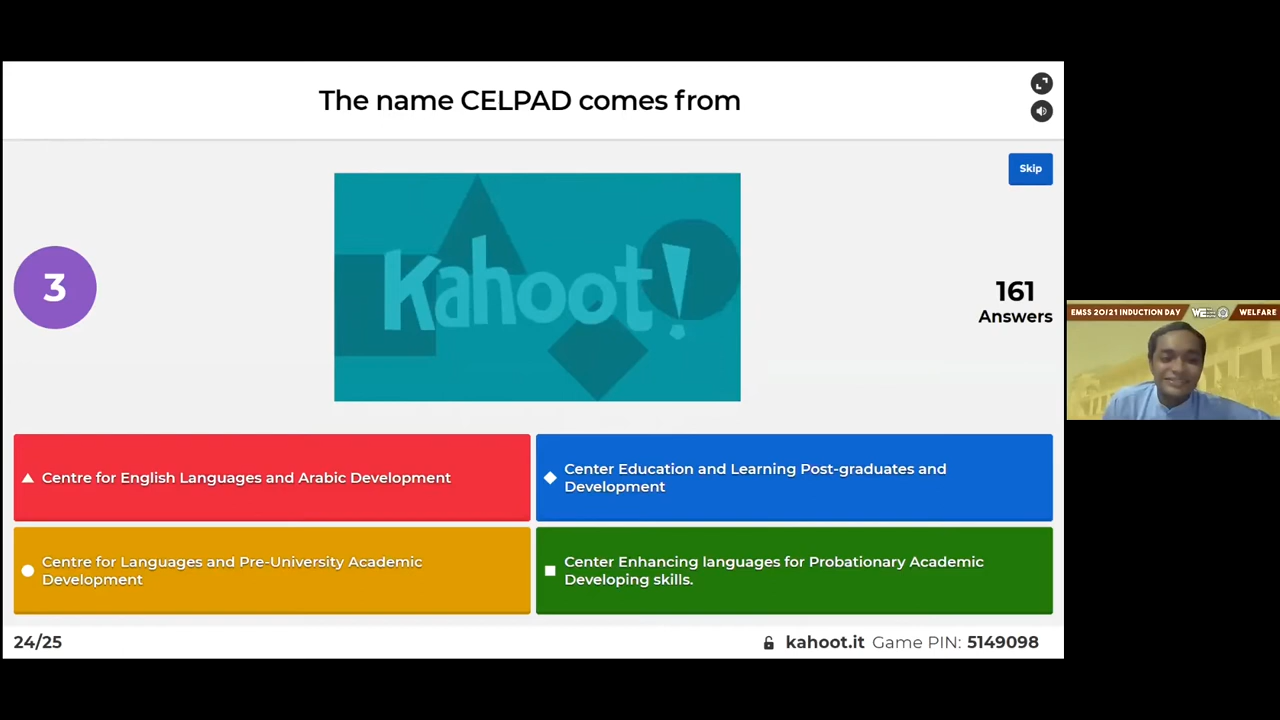 The name CELPAD comes from
Skip
Kahoot!
3
161
Answers
EMSS 20/21 INDUCTION DAY
WE
WELFARE
Centre for English Languages and Arabic Development
Center Education and Learning Post-graduates and
Development
Centre for Languages and Pre-University Academic
Development
Center Enhancing languages for Probationary Academic
Developing skills.
24/25
kahoot.it Game PIN: 5149098